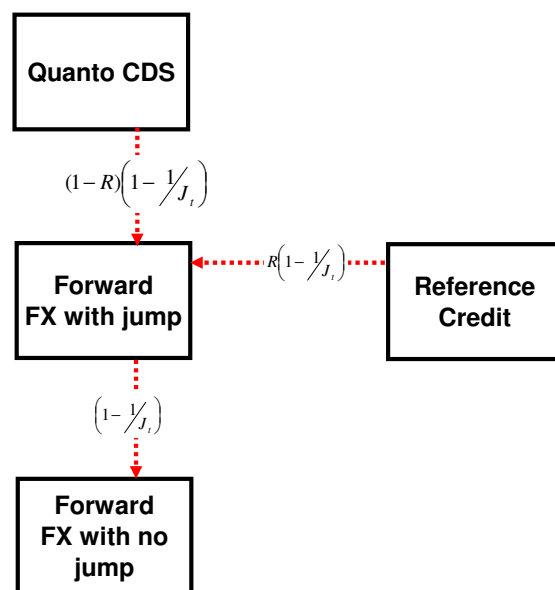 Quanto CDS
(1−R)(1−1/J_t)
Forward
FX with jump
R(1−1/J_t)
Reference
Credit
(1−1/J_t)
Forward
FX with no
jump